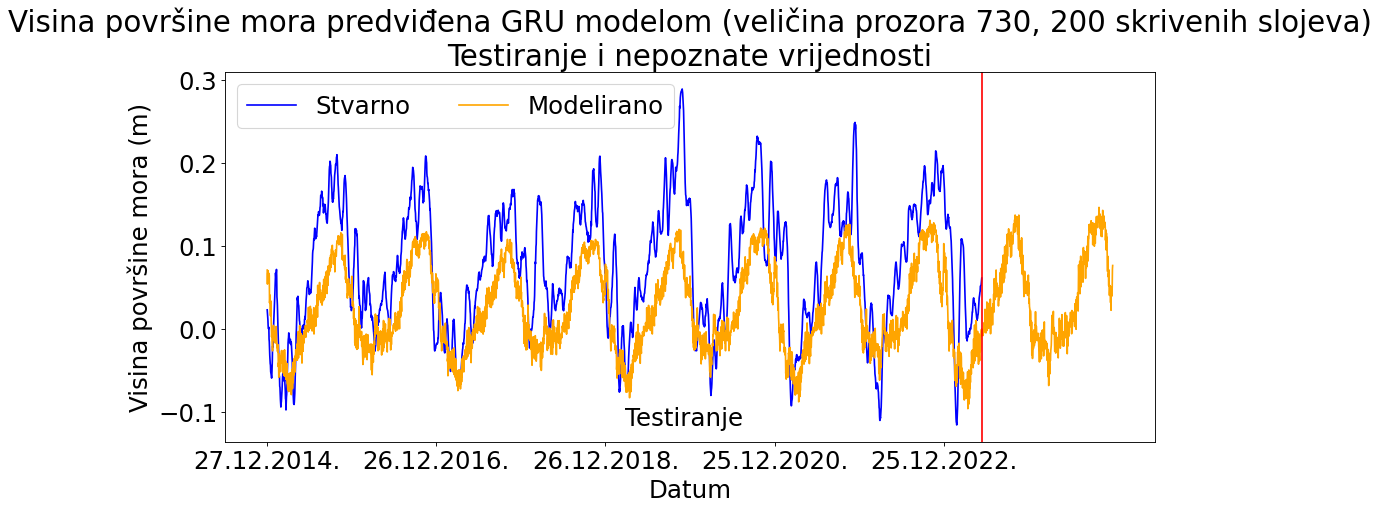 Visina površine mora predviđena GRU modelom (veličina prozora 730, 200 skrivenih slojeva)
Testiranje i nepoznate vrijednosti
Stvarno Modelirano
Visina površine mora (m)
0.3
0.2
0.1
0.0
−0.1
Testiranje
27.12.2014. 26.12.2016. 26.12.2018. 25.12.2020. 25.12.2022.
Datum